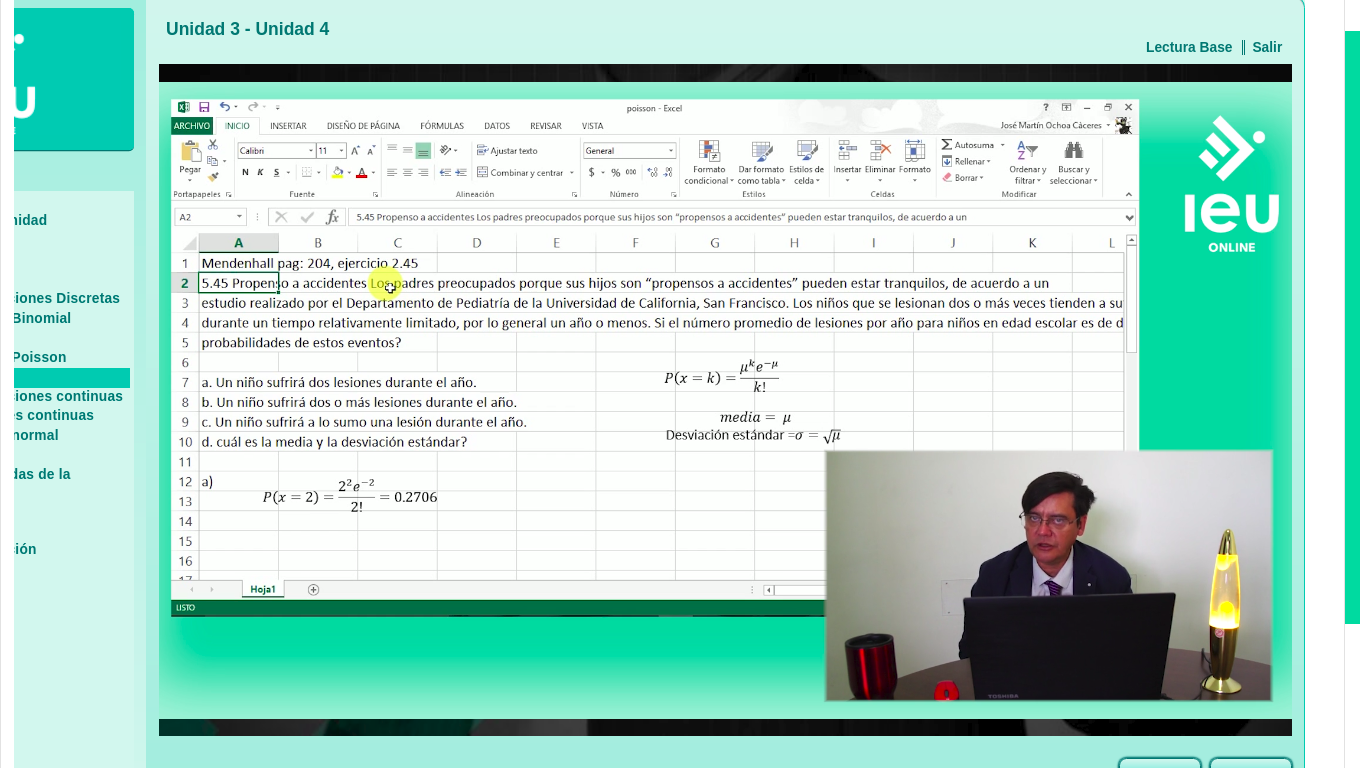 Unidad 3 - Unidad 4
Lectura Base
Salir
poisson - Excel
ARCHIVO INICIO INSERTAR DISEÑO DE PÁGINA FÓRMULAS DATOS REVISAR VISTA
José Martín Ochoa Cáceres
Pegar
Calibri 11
N K S
Ajustar texto
Combinar y centrar
General
$ % 000
Formato condicional
Dar formato como tabla
Estilos de celda
Insertar Eliminar Formato
Autosuma
Rellenar
Borrar
Ordenar y filtrar
Buscar y seleccionar
Portapapeles Fuente Alineación Número Estilos Celdas Modificar
A2 fx 5.45 Propenso a accidentes Los padres preocupados porque sus hijos son “propensos a accidentes” pueden estar tranquilos, de acuerdo a un
A B C D E F G H I J K L
1 Mendenhall pag: 204, ejercicio 2.45
2 5.45 Propenso a accidentes Los padres preocupados porque sus hijos son “propensos a accidentes” pueden estar tranquilos, de acuerdo a un
3 estudio realizado por el Departamento de Pediatría de la Universidad de California, San Francisco. Los niños que se lesionan dos o más veces tienden a su
4 durante un tiempo relativamente limitado, por lo general un año o menos. Si el número promedio de lesiones por año para niños en edad escolar es de d
5 probabilidades de estos eventos?
6
P(x = k) = μ^k e^−μ / k!
7 a. Un niño sufrirá dos lesiones durante el año.
8 b. Un niño sufrirá dos o más lesiones durante el año.
9 c. Un niño sufrirá a lo sumo una lesión durante el año.
media = μ
10 d. cuál es la media y la desviación estándar?
Desviación estándar =σ = √μ
11
12 a)
13 P(x = 2) = 2^2 e^−2 / 2! = 0.2706
14
15
16
17
Hoja1
LISTO
IEU
ONLINE
TOSHIBA
eu
nidad
ciones Discretas
Binomial
Poisson
ciones continuas
es continuas
normal
das de la
ción